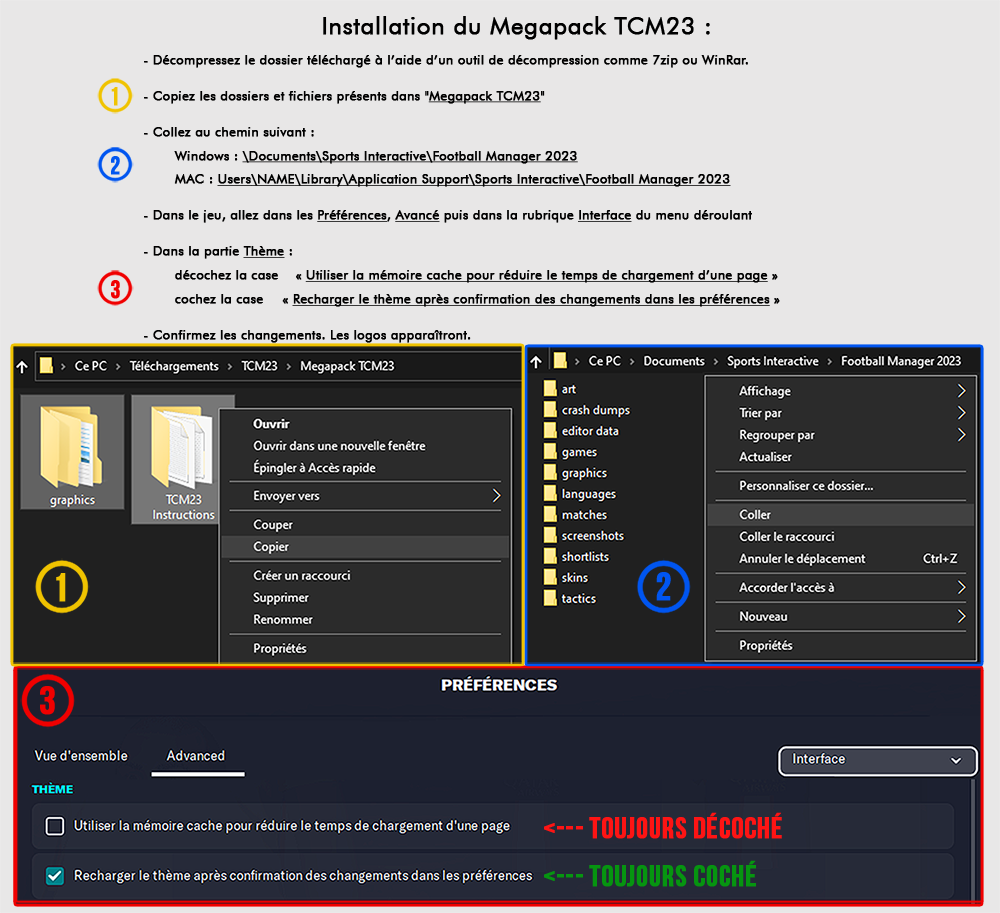 Installation du Megapack TCM23 :
- Décompressez le dossier téléchargé à l'aide d'un outil de décompression comme 7zip ou WinRar.
1
- Copiez les dossiers et fichiers présents dans "Megapack TCM23"
- Collez au chemin suivant :
2
Windows : \Documents\Sports Interactive\Football Manager 2023
MAC : Users\NAME\Library\Application Support\Sports Interactive\Football Manager 2023
- Dans le jeu, allez dans les Préférences, Avancé puis dans la rubrique Interface du menu déroulant
- Dans la partie Thème :
3
décochez la case « Utiliser la mémoire cache pour réduire le temps de chargement d'une page »
cochez la case « Recharger le thème après confirmation des changements dans les préférences »
- Confirmez les changements. Les logos apparaîtront.
Ce PC > Téléchargements > TCM23 > Megapack TCM23
graphics
TCM23
Instructions
Ouvrir
Ouvrir dans une nouvelle fenêtre
Épingler à Accès rapide
Envoyer vers
Couper
Copier
Créer un raccourci
Supprimer
Renommer
Propriétés
1
Ce PC > Documents > Sports Interactive > Football Manager 2023
art
crash dumps
editor data
games
graphics
languages
matches
screenshots
shortlists
skins
tactics
Affichage
Trier par
Regrouper par
Actualiser
Personnaliser ce dossier...
Coller
Coller le raccourci
Annuler le déplacement Ctrl+Z
Accorder l'accès à
Nouveau
Propriétés
2
3
PRÉFÉRENCES
Vue d'ensemble Advanced
Interface
THÈME
Utiliser la mémoire cache pour réduire le temps de chargement d'une page <--- TOUJOURS DÉCOCHÉ
Recharger le thème après confirmation des changements dans les préférences <--- TOUJOURS COCHÉ